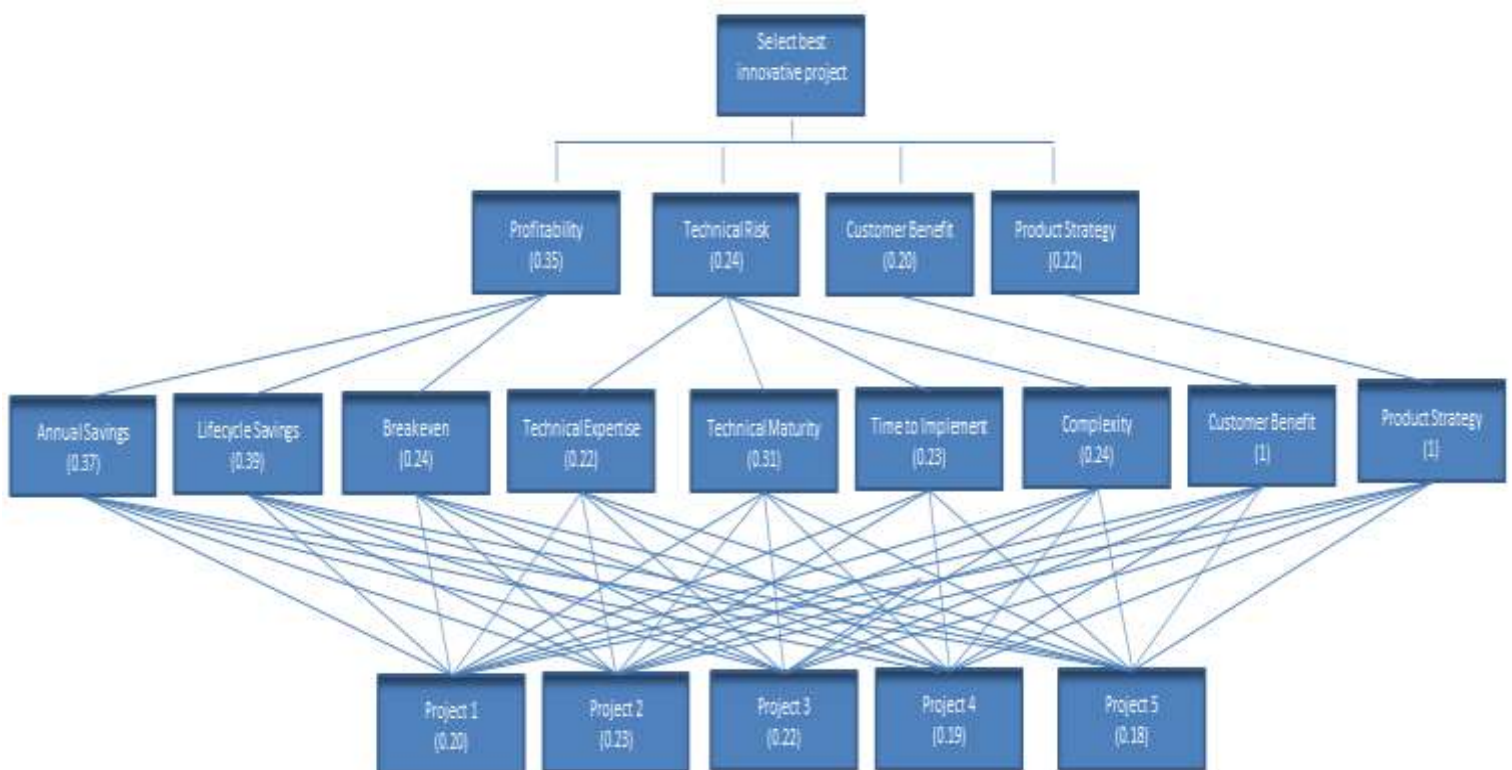 Select best
innovative project
Profitability
(0.35)
Technical Risk
(0.24)
Customer Benefit
(0.20)
Product Strategy
(0.22)
Annual Savings
(0.37)
Lifecycle Savings
(0.39)
Breakeven
(0.24)
Technical Expertise
(0.22)
Technical Maturity
(0.31)
Time to Implement
(0.23)
Complexity
(0.24)
Customer Benefit
(1)
Product Strategy
(1)
Project 1
(0.20)
Project 2
(0.23)
Project 3
(0.22)
Project 4
(0.19)
Project 5
(0.18)